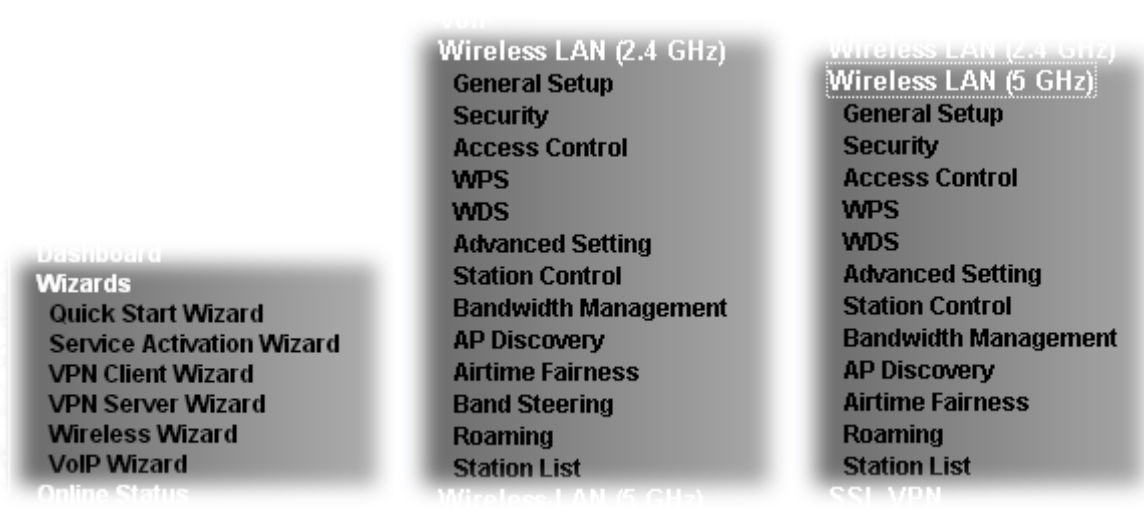 Dashboard
Wizards
Quick Start Wizard
Service Activation Wizard
VPN Client Wizard
VPN Server Wizard
Wireless Wizard
VoIP Wizard
Online Status
Wireless LAN (2.4 GHz)
General Setup
Security
Access Control
WPS
WDS
Advanced Setting
Station Control
Bandwidth Management
AP Discovery
Airtime Fairness
Band Steering
Roaming
Station List
Wireless LAN (5 GHz)
Wireless LAN (2.4 GHz)
Wireless LAN (5 GHz)
General Setup
Security
Access Control
WPS
WDS
Advanced Setting
Station Control
Bandwidth Management
AP Discovery
Airtime Fairness
Roaming
Station List
SSL VPN